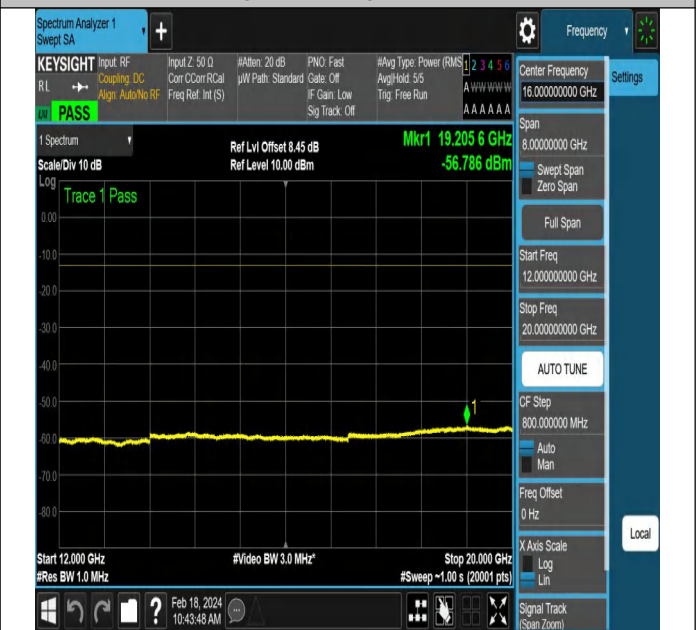 Spectrum Analyzer 1
Swept SA
+
Frequency
KEYSIGHT
RL
Input: RF
Coupling: DC
Align: Auto/No RF
Input Z: 50 Ω
Corr CCorr RCal
Freq Ref: Int (S)
#Atten: 20 dB
µW Path: Standard
PNO: Fast
Gate: Off
IF Gain: Low
Sig Track: Off
#Avg Type: Power (RMS
Avg|Hold: 5/5
Trig: Free Run
1 2 3 4 5 6
A W W W W W
A A A A A A
PASS
1 Spectrum
Scale/Div 10 dB
Ref Lvl Offset 8.45 dB
Ref Level 10.00 dBm
Mkr1 19.205 6 GHz
-56.786 dBm
Log
Trace 1 Pass
0.00
-10.0
-20.0
-30.0
-40.0
-50.0
-60.0
-70.0
-80.0
1
Start 12.000 GHz
#Res BW 1.0 MHz
#Video BW 3.0 MHz*
Stop 20.000 GHz
#Sweep ~1.00 s (20001 pts)
Feb 18, 2024
10:43:48 AM
?
Center Frequency
16.000000000 GHz
Settings
Span
8.00000000 GHz
Swept Span
Zero Span
Full Span
Start Freq
12.000000000 GHz
Stop Freq
20.000000000 GHz
AUTO TUNE
CF Step
800.000000 MHz
Auto
Man
Freq Offset
0 Hz
X Axis Scale
Log
Lin
Local
Signal Track
(Span Zoom)